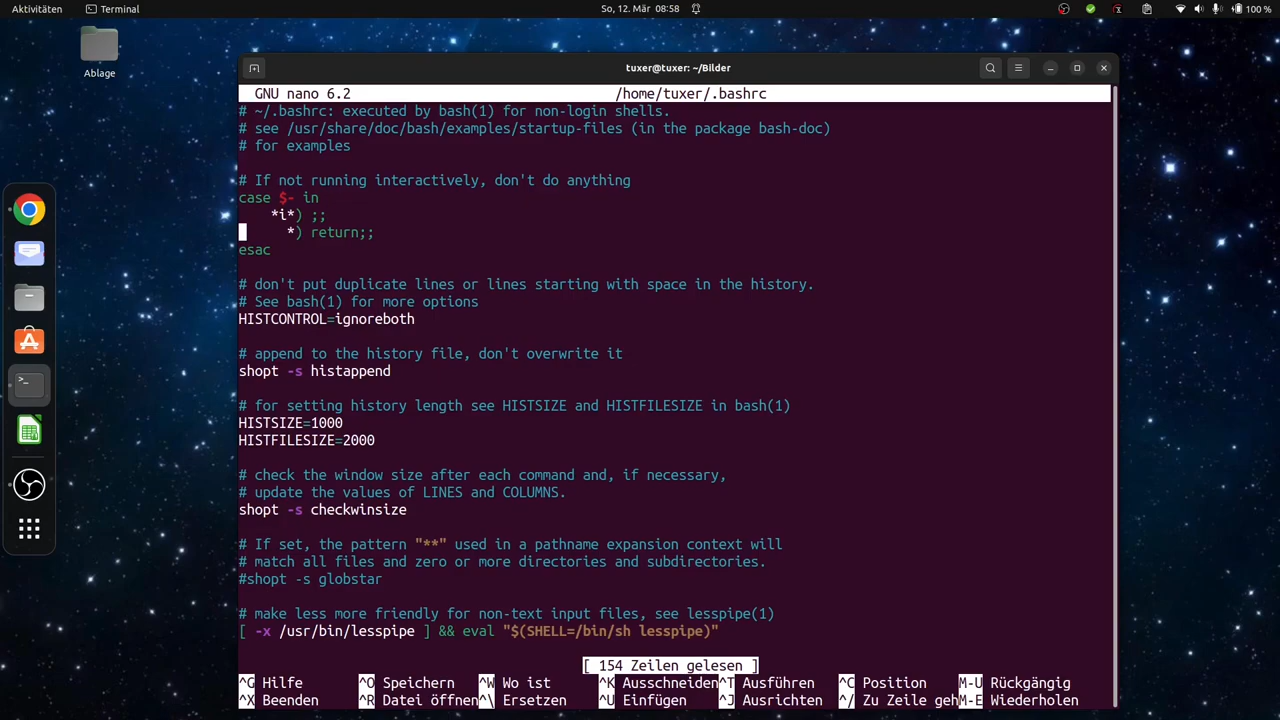 Aktivitäten Terminal So, 12. Mär 08:58 100 %
Ablage
tuxer@tuxer: ~/Bilder
GNU nano 6.2 /home/tuxer/.bashrc
# ~/.bashrc: executed by bash(1) for non-login shells.
# see /usr/share/doc/bash/examples/startup-files (in the package bash-doc)
# for examples

# If not running interactively, don't do anything
case $- in
    *i*) ;;
      *) return;;
esac

# don't put duplicate lines or lines starting with space in the history.
# See bash(1) for more options
HISTCONTROL=ignoreboth

# append to the history file, don't overwrite it
shopt -s histappend

# for setting history length see HISTSIZE and HISTFILESIZE in bash(1)
HISTSIZE=1000
HISTFILESIZE=2000

# check the window size after each command and, if necessary,
# update the values of LINES and COLUMNS.
shopt -s checkwinsize

# If set, the pattern "**" used in a pathname expansion context will
# match all files and zero or more directories and subdirectories.
#shopt -s globstar

# make less more friendly for non-text input files, see lesspipe(1)
[ -x /usr/bin/lesspipe ] && eval "$(SHELL=/bin/sh lesspipe)"

[ 154 Zeilen gelesen ]
^G Hilfe ^O Speichern ^W Wo ist ^K Ausschneiden ^T Ausführen ^C Position M-U Rückgängig
^X Beenden ^R Datei öffnen ^\ Ersetzen ^U Einfügen ^J Ausrichten ^/ Zu Zeile geh M-E Wiederholen